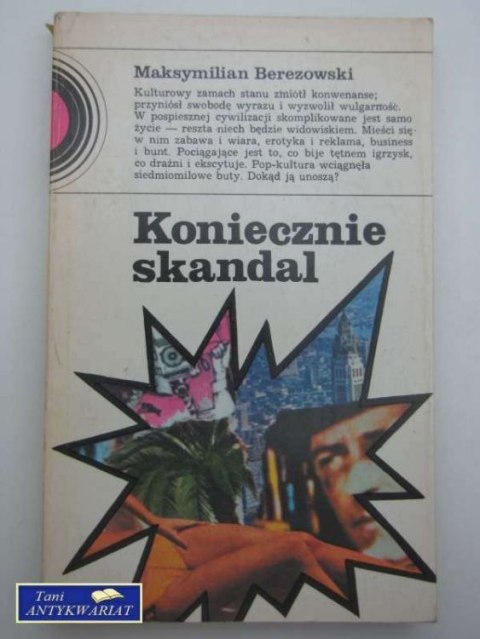 Maksymilian Berezowski
Kulturowy zamach stanu zmiótł konwenanse;
przyniósł swobodę wyrazu i wyzwolił wulgarność.
W pospiesznej cywilizacji skomplikowane jest samo
życie — reszta niech będzie widowiskiem. Mieści się
w nim zabawa i wiara, erotyka i reklama, business
i bunt. Pociągające jest to, co bije tętnem igrzysk,
co drażni i ekscytuje. Pop-kultura wciągnęła
siedmiomilowe buty. Dokąd ją unoszą?
Koniecznie
skandal
Tani
ANTYKWARIAT